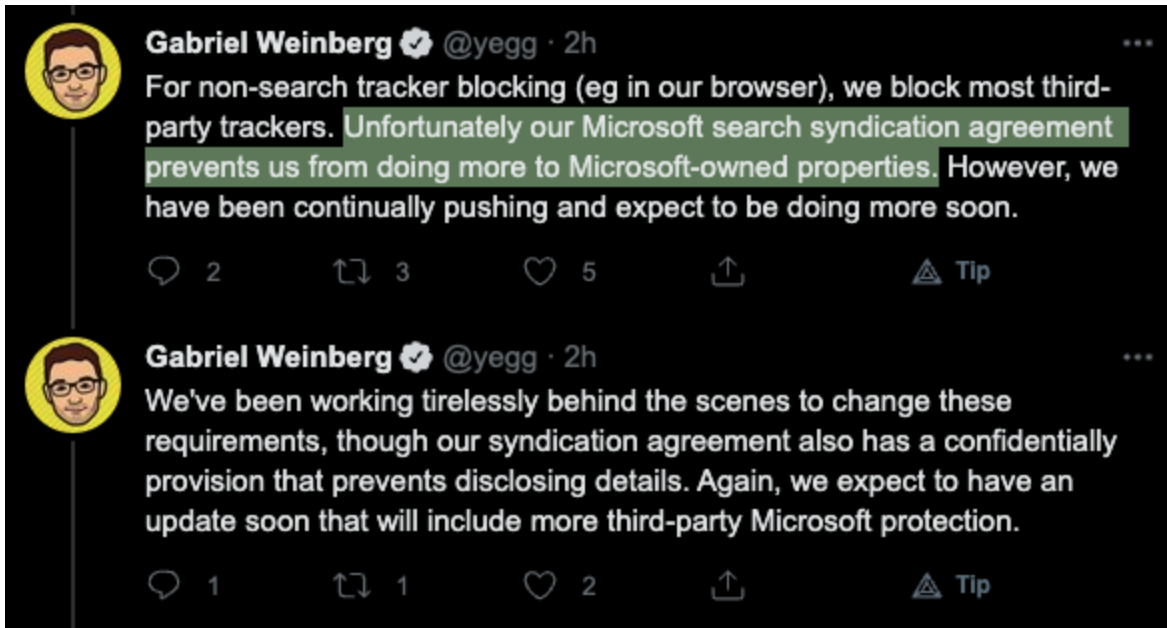 Gabriel Weinberg @yegg · 2h
For non-search tracker blocking (eg in our browser), we block most third-
party trackers. Unfortunately our Microsoft search syndication agreement
prevents us from doing more to Microsoft-owned properties. However, we
have been continually pushing and expect to be doing more soon.
2 3 5 Tip
Gabriel Weinberg @yegg · 2h
We've been working tirelessly behind the scenes to change these
requirements, though our syndication agreement also has a confidentially
provision that prevents disclosing details. Again, we expect to have an
update soon that will include more third-party Microsoft protection.
1 1 2 Tip